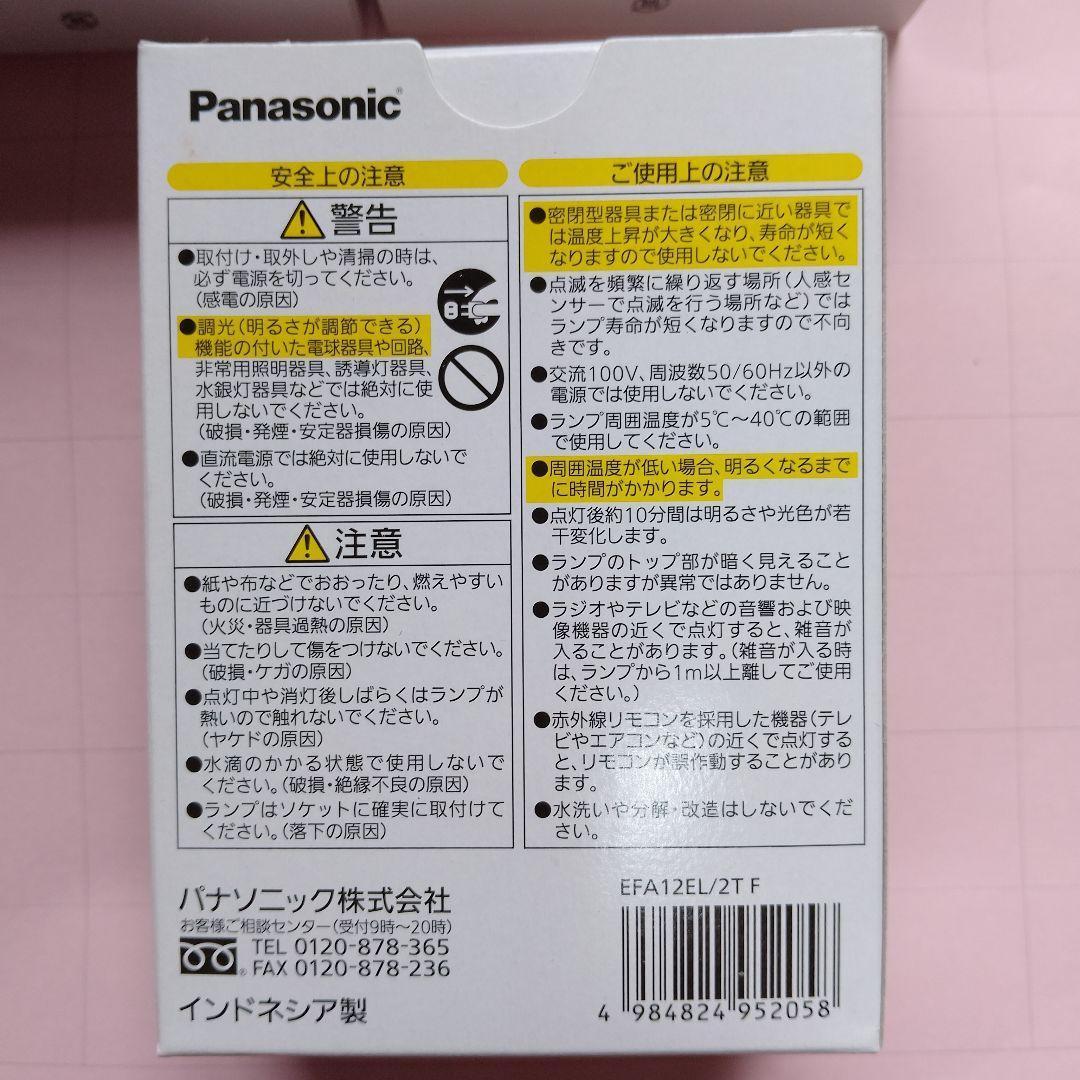 Panasonic®
安全上の注意
警告
●取付け・取外しや清掃の時は、
必ず電源を切ってください。
(感電の原因)
●調光(明るさが調節できる)
機能の付いた電球器具や回路、
非常用照明器具、誘導灯器具、
水銀灯器具などでは絶対に使
用しないでください。
(破損・発煙・安定器損傷の原因)
●直流電源では絶対に使用しないで
ください。
(破損・発煙・安定器損傷の原因)
注意
●紙や布などでおおったり、燃えやすい
ものに近づけないでください。
(火災・器具過熱の原因)
●当てたりして傷をつけないでください。
(破損・ケガの原因)
●点灯中や消灯後しばらくはランプが
熱いので触れないでください。
(ヤケドの原因)
●水滴のかかる状態で使用しないで
ください。(破損・絶縁不良の原因)
●ランプはソケットに確実に取付けて
ください。(落下の原因)
ご使用上の注意
●密閉型器具または密閉に近い器具で
は温度上昇が大きくなり、寿命が短く
なりますので使用しないでください。
●点滅を頻繁に繰り返す場所(人感セ
ンサーで点滅を行う場所など)では
ランプ寿命が短くなりますので不向
きです。
●交流100V、周波数50/60Hz以外の
電源では使用しないでください。
●ランプ周囲温度が5℃～40℃の範囲
で使用してください。
●周囲温度が低い場合、明るくなるまで
に時間がかかります。
●点灯後約10分間は明るさや光色が若
干変化します。
●ランプのトップ部が暗く見えること
がありますが異常ではありません。
●ラジオやテレビなどの音響および映
像機器の近くで点灯すると、雑音が
入ることがあります。(雑音が入る時
は、ランプから1m以上離してご使用
ください。)
●赤外線リモコンを採用した機器(テレ
ビやエアコンなど)の近くで点灯する
と、リモコンが誤作動することがあり
ます。
●水洗いや分解・改造はしないでくだ
さい。
パナソニック株式会社
お客様ご相談センター(受付9時～20時)
TEL 0120-878-365
FAX 0120-878-236
インドネシア製
EFA12EL/2T F
4 984824 952058